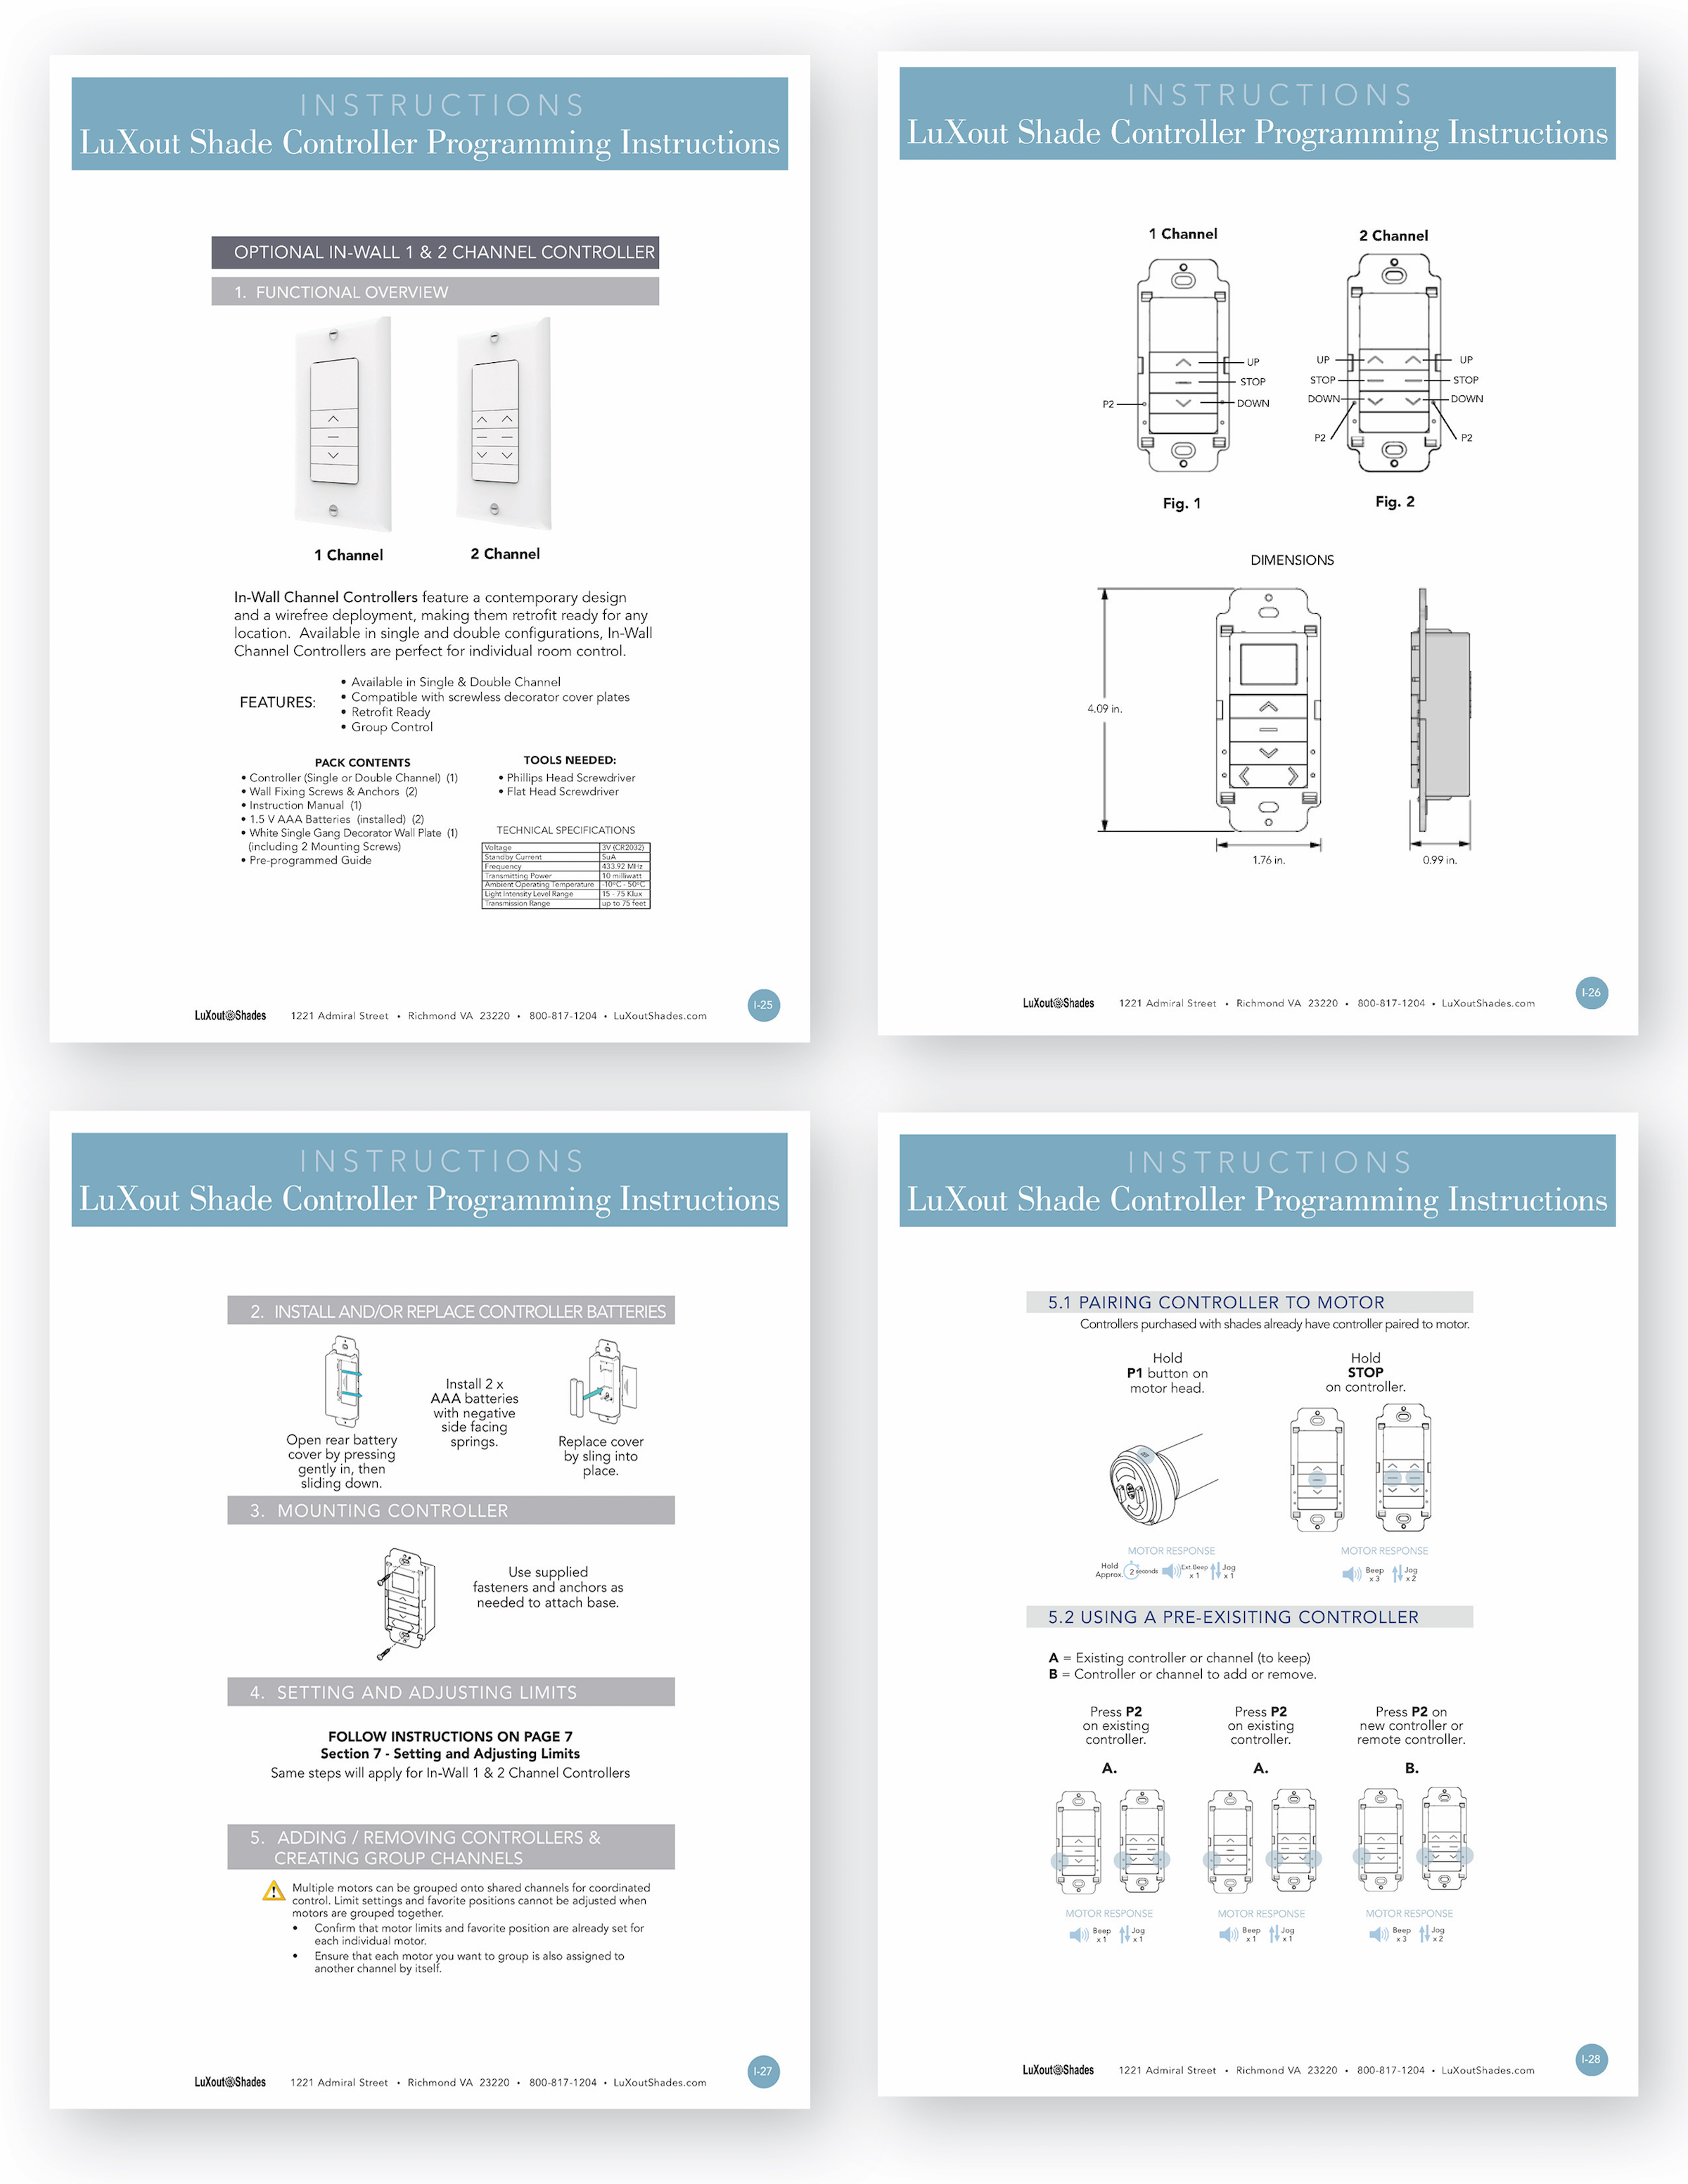 INSTRUCTIONS
LuXout Shade Controller Programming Instructions
OPTIONAL IN-WALL 1 & 2 CHANNEL CONTROLLER
1. FUNCTIONAL OVERVIEW
1 Channel
2 Channel
In-Wall Channel Controllers feature a contemporary design
and a wirefree deployment, making them retrofit ready for any
location. Available in single and double configurations, In-Wall
Channel Controllers are perfect for individual room control.
FEATURES:
• Available in Single & Double Channel
• Compatible with screwless decorator cover plates
• Retrofit Ready
• Group Control
PACK CONTENTS
• Controller (Single or Double Channel) (1)
• Wall Fixing Screws & Anchors (2)
• Instruction Manual (1)
• 1.5 V AAA Batteries (installed) (2)
• White Single Gang Decorator Wall Plate (1)
(including 2 Mounting Screws)
• Pre-programmed Guide
TOOLS NEEDED:
• Phillips Head Screwdriver
• Flat Head Screwdriver
TECHNICAL SPECIFICATIONS
Voltage 3V (CR2032)
Standby Current 5uA
Frequency 433.92 MHz
Transmitting Power 10 milliwatt
Ambient Operating Temperature -10°C - 50°C
Light Intensity Level Range 15 - 75 Klux
Transmission Range up to 75 feet
LuXout Shades 1221 Admiral Street • Richmond VA 23220 • 800-817-1204 • LuXoutShades.com
I-25
INSTRUCTIONS
LuXout Shade Controller Programming Instructions
1 Channel
2 Channel
UP
STOP
DOWN
P2
UP
STOP
DOWN
P2
UP
STOP
DOWN
P2
Fig. 1
Fig. 2
DIMENSIONS
4.09 in.
1.76 in.
0.99 in.
LuXout Shades 1221 Admiral Street • Richmond VA 23220 • 800-817-1204 • LuXoutShades.com
I-26
INSTRUCTIONS
LuXout Shade Controller Programming Instructions
2. INSTALL AND/OR REPLACE CONTROLLER BATTERIES
Open rear battery
cover by pressing
gently in, then
sliding down.
Install 2 x
AAA batteries
with negative
side facing
springs.
Replace cover
by sling into
place.
3. MOUNTING CONTROLLER
Use supplied
fasteners and anchors as
needed to attach base.
4. SETTING AND ADJUSTING LIMITS
FOLLOW INSTRUCTIONS ON PAGE 7
Section 7 - Setting and Adjusting Limits
Same steps will apply for In-Wall 1 & 2 Channel Controllers
5. ADDING / REMOVING CONTROLLERS &
CREATING GROUP CHANNELS
Multiple motors can be grouped onto shared channels for coordinated
control. Limit settings and favorite positions cannot be adjusted when
motors are grouped together.
• Confirm that motor limits and favorite position are already set for
each individual motor.
• Ensure that each motor you want to group is also assigned to
another channel by itself.
LuXout Shades 1221 Admiral Street • Richmond VA 23220 • 800-817-1204 • LuXoutShades.com
I-27
INSTRUCTIONS
LuXout Shade Controller Programming Instructions
5.1 PAIRING CONTROLLER TO MOTOR
Controllers purchased with shades already have controller paired to motor.
Hold
P1 button on
motor head.
Hold
STOP
on controller.
MOTOR RESPONSE
Hold
Approx. 2 seconds
Ext. Beep
x 1
Jog
x 1
MOTOR RESPONSE
Beep
x 3
Jog
x 2
5.2 USING A PRE-EXISITING CONTROLLER
A = Existing controller or channel (to keep)
B = Controller or channel to add or remove.
Press P2
on existing
controller.
A.
Press P2
on existing
controller.
A.
Press P2 on
new controller or
remote controller.
B.
MOTOR RESPONSE
Beep
x 1
Jog
x 1
MOTOR RESPONSE
Beep
x 1
Jog
x 1
MOTOR RESPONSE
Beep
x 3
Jog
x 2
LuXout Shades 1221 Admiral Street • Richmond VA 23220 • 800-817-1204 • LuXoutShades.com
I-28